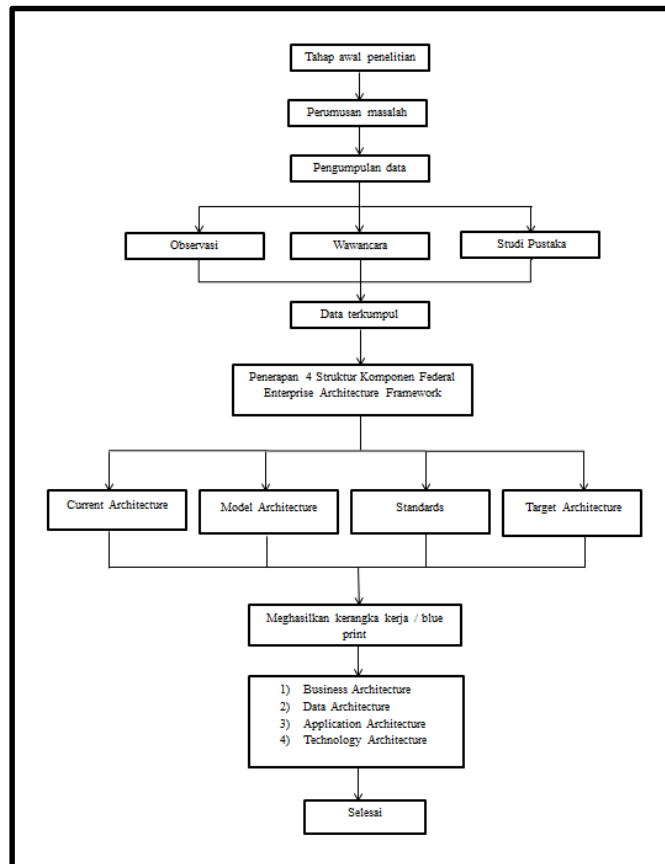 Tahap awal penelitian
Perumusan masalah
Pengumpulan data
Observasi
Wawancara
Studi Pustaka
Data terkumpul
Penerapan 4 Struktur Komponen Federal
Enterprise Architecture Framework
Current Architecture
Model Architecture
Standards
Target Architecture
Meghasilkan kerangka kerja / blue
print
1) Business Architecture
2) Data Architecture
3) Application Architecture
4) Technology Architecture
Selesai